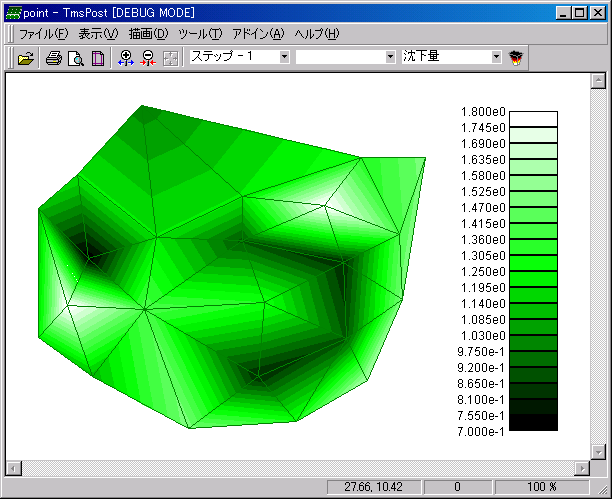 point - TmsPost [DEBUG MODE]
ファイル(F) 表示(V) 描画(D) ツール(T) アドイン(A) ヘルプ(H)
ステップ - 1 沈下量
1.800e0
1.745e0
1.690e0
1.635e0
1.580e0
1.525e0
1.470e0
1.415e0
1.360e0
1.305e0
1.250e0
1.195e0
1.140e0
1.085e0
1.030e0
9.750e-1
9.200e-1
8.650e-1
8.100e-1
7.550e-1
7.000e-1
27.66, 10.42 0 100 %